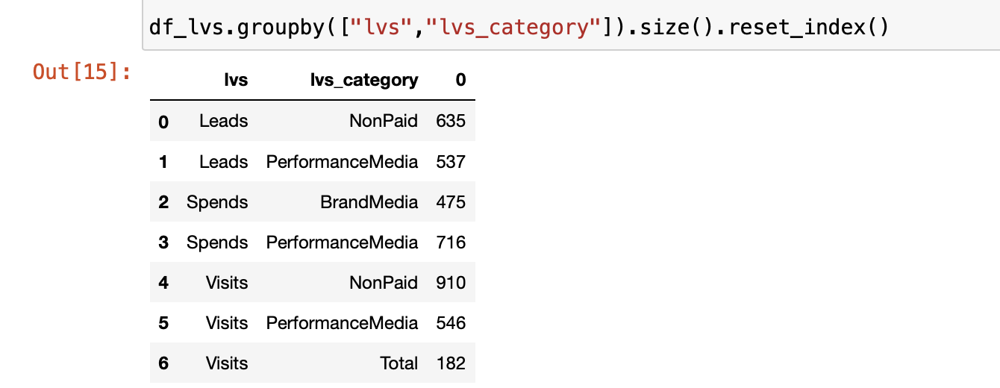 df_lvs.groupby(["lvs","lvs_category"]).size().reset_index()
Out[15]:
lvs lvs_category 0
0 Leads NonPaid 635
1 Leads PerformanceMedia 537
2 Spends BrandMedia 475
3 Spends PerformanceMedia 716
4 Visits NonPaid 910
5 Visits PerformanceMedia 546
6 Visits Total 182